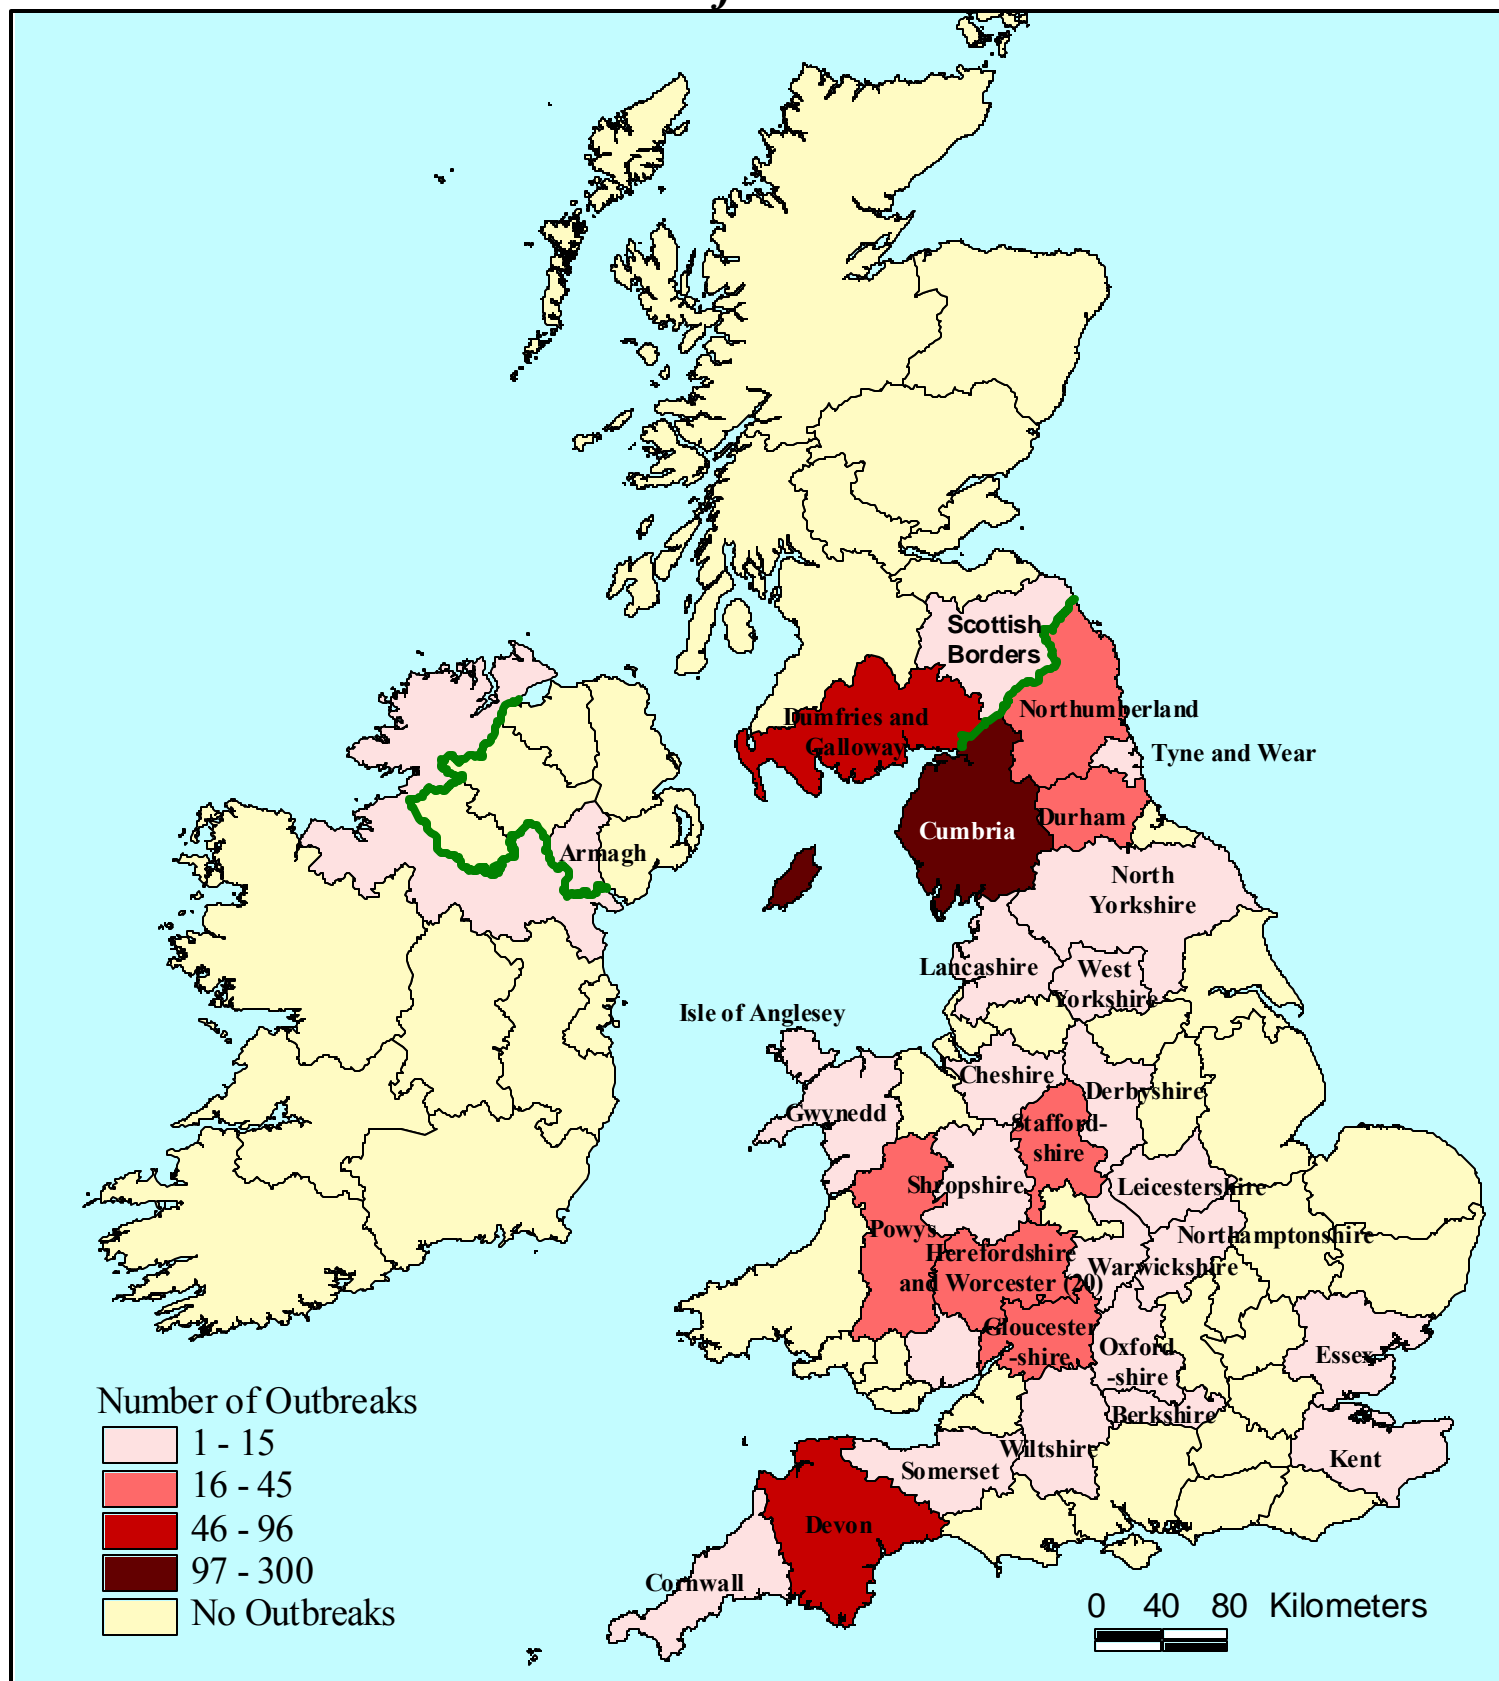 Scottish
Borders
Dumfries and
Galloway
Northumberland
Tyne and Wear
Cumbria
Durham
Armagh
North
Yorkshire
Lancashire
West
Yorkshire
Isle of Anglesey
Cheshire
Derbyshire
Gwynedd
Stafford-
shire
Shropshire
Leicestershire
Powys
Northamptonshire
Herefordshire
and Worcester (20)
Warwickshire
Gloucester
-shire
Oxford
-shire
Essex
Berkshire
Wiltshire
Somerset
Kent
Devon
Cornwall
Number of Outbreaks
1 - 15
16 - 45
46 - 96
97 - 300
No Outbreaks
0 40 80 Kilometers